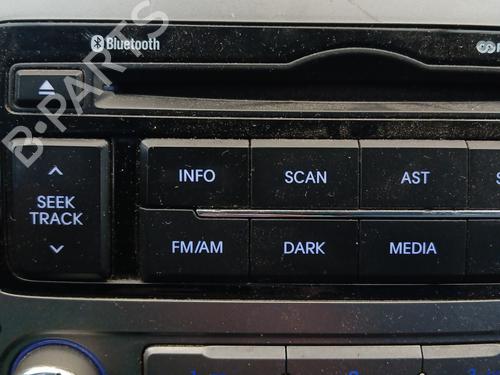 Bluetooth
INFO
SCAN
AST
SEEK
TRACK
FM/AM
DARK
MEDIA
B-PARTS